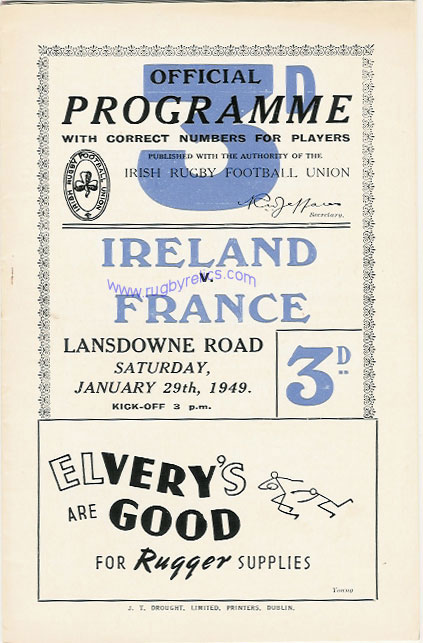 3D
OFFICIAL
PROGRAMME
WITH CORRECT NUMBERS FOR PLAYERS
PUBLISHED WITH THE AUTHORITY OF THE
IRISH RUGBY FOOTBALL UNION
IRISH RUGBY FOOTBALL UNION
Secretary.
IRELAND
v.
www.rugbyrelics.com
FRANCE
LANSDOWNE ROAD
SATURDAY,
JANUARY 29th, 1949.
KICK-OFF 3 p.m.
3D
ELVERY'S
ARE GOOD
FOR Rugger SUPPLIES
Young
J. T. DROUGHT, LIMITED, PRINTERS, DUBLIN.